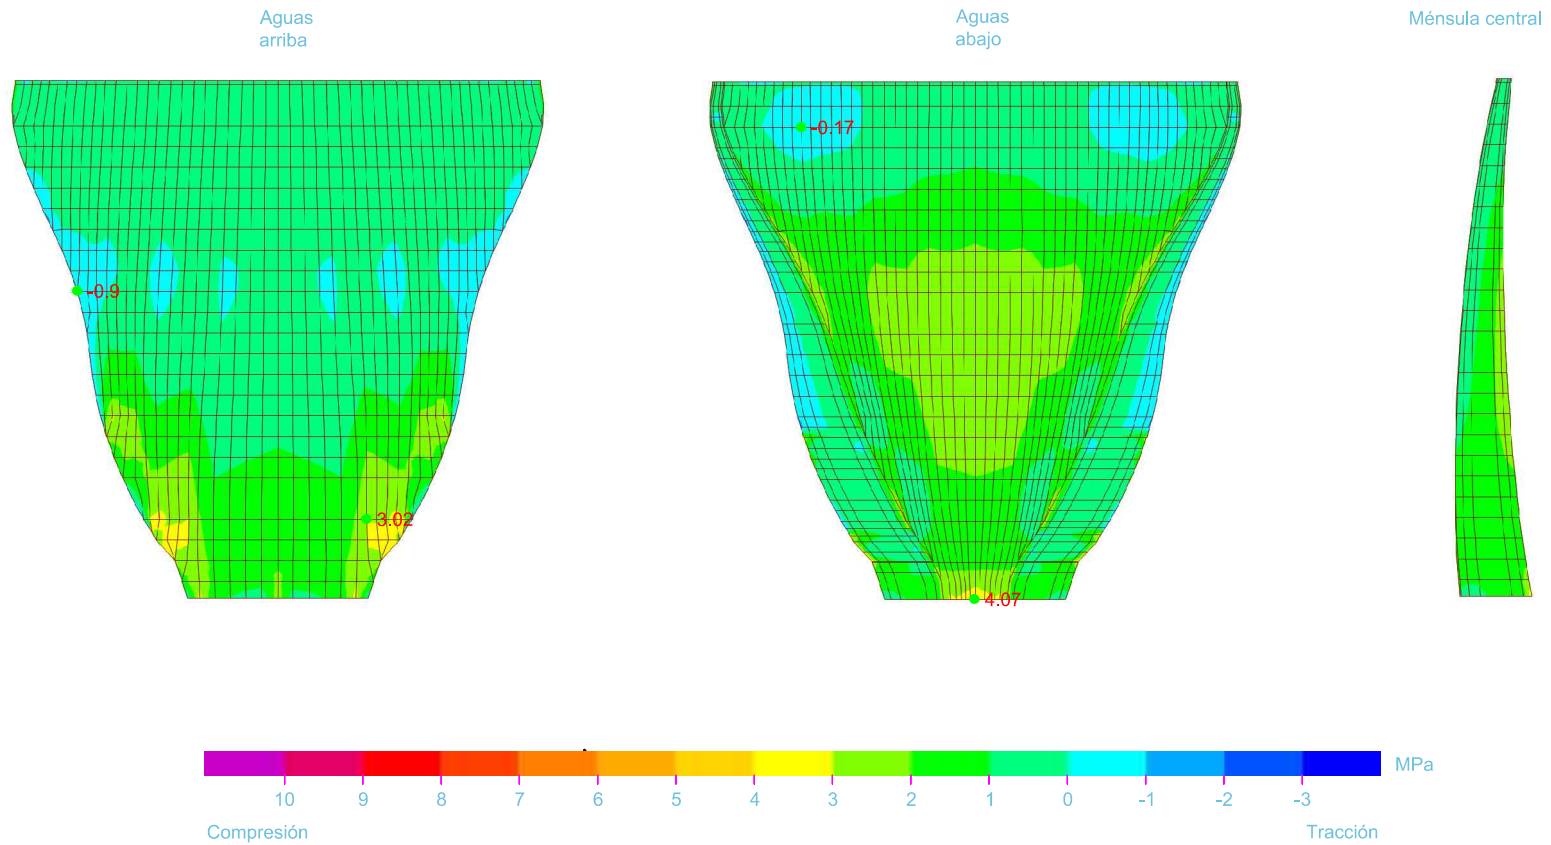 Aguas
arriba
Aguas
abajo
Ménsula central
-0.17
-0.9
3.02
4.07
MPa
10 9 8 7 6 5 4 3 2 1 0 -1 -2 -3
Compresión
Tracción